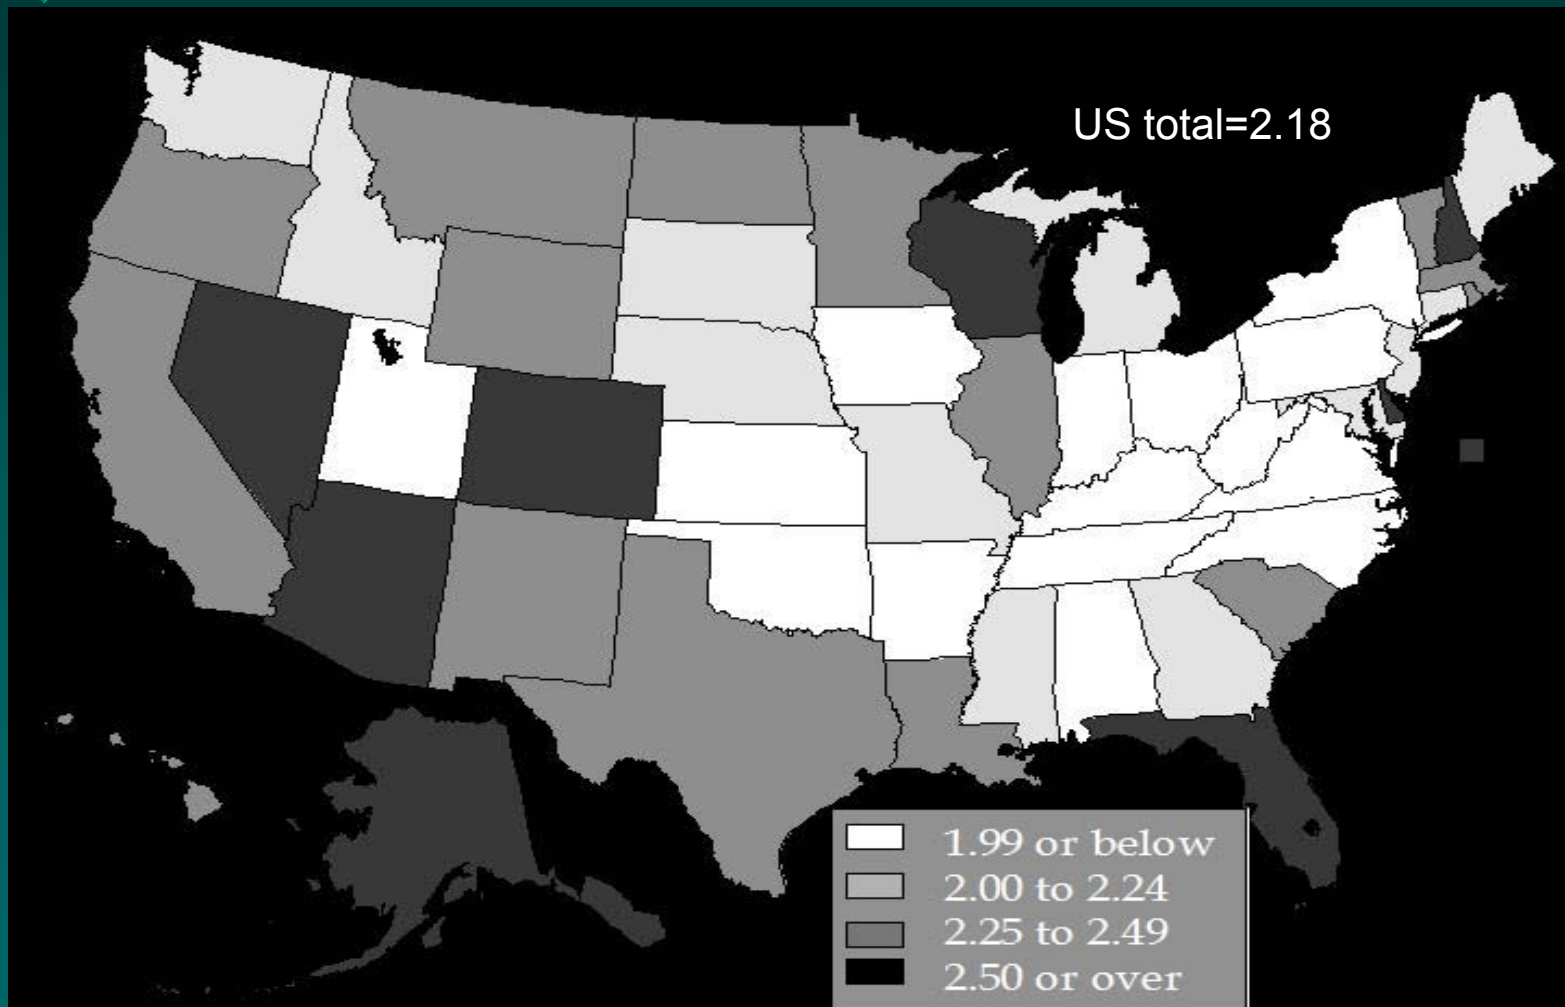 US total=2.18
1.99 or below
2.00 to 2.24
2.25 to 2.49
2.50 or over